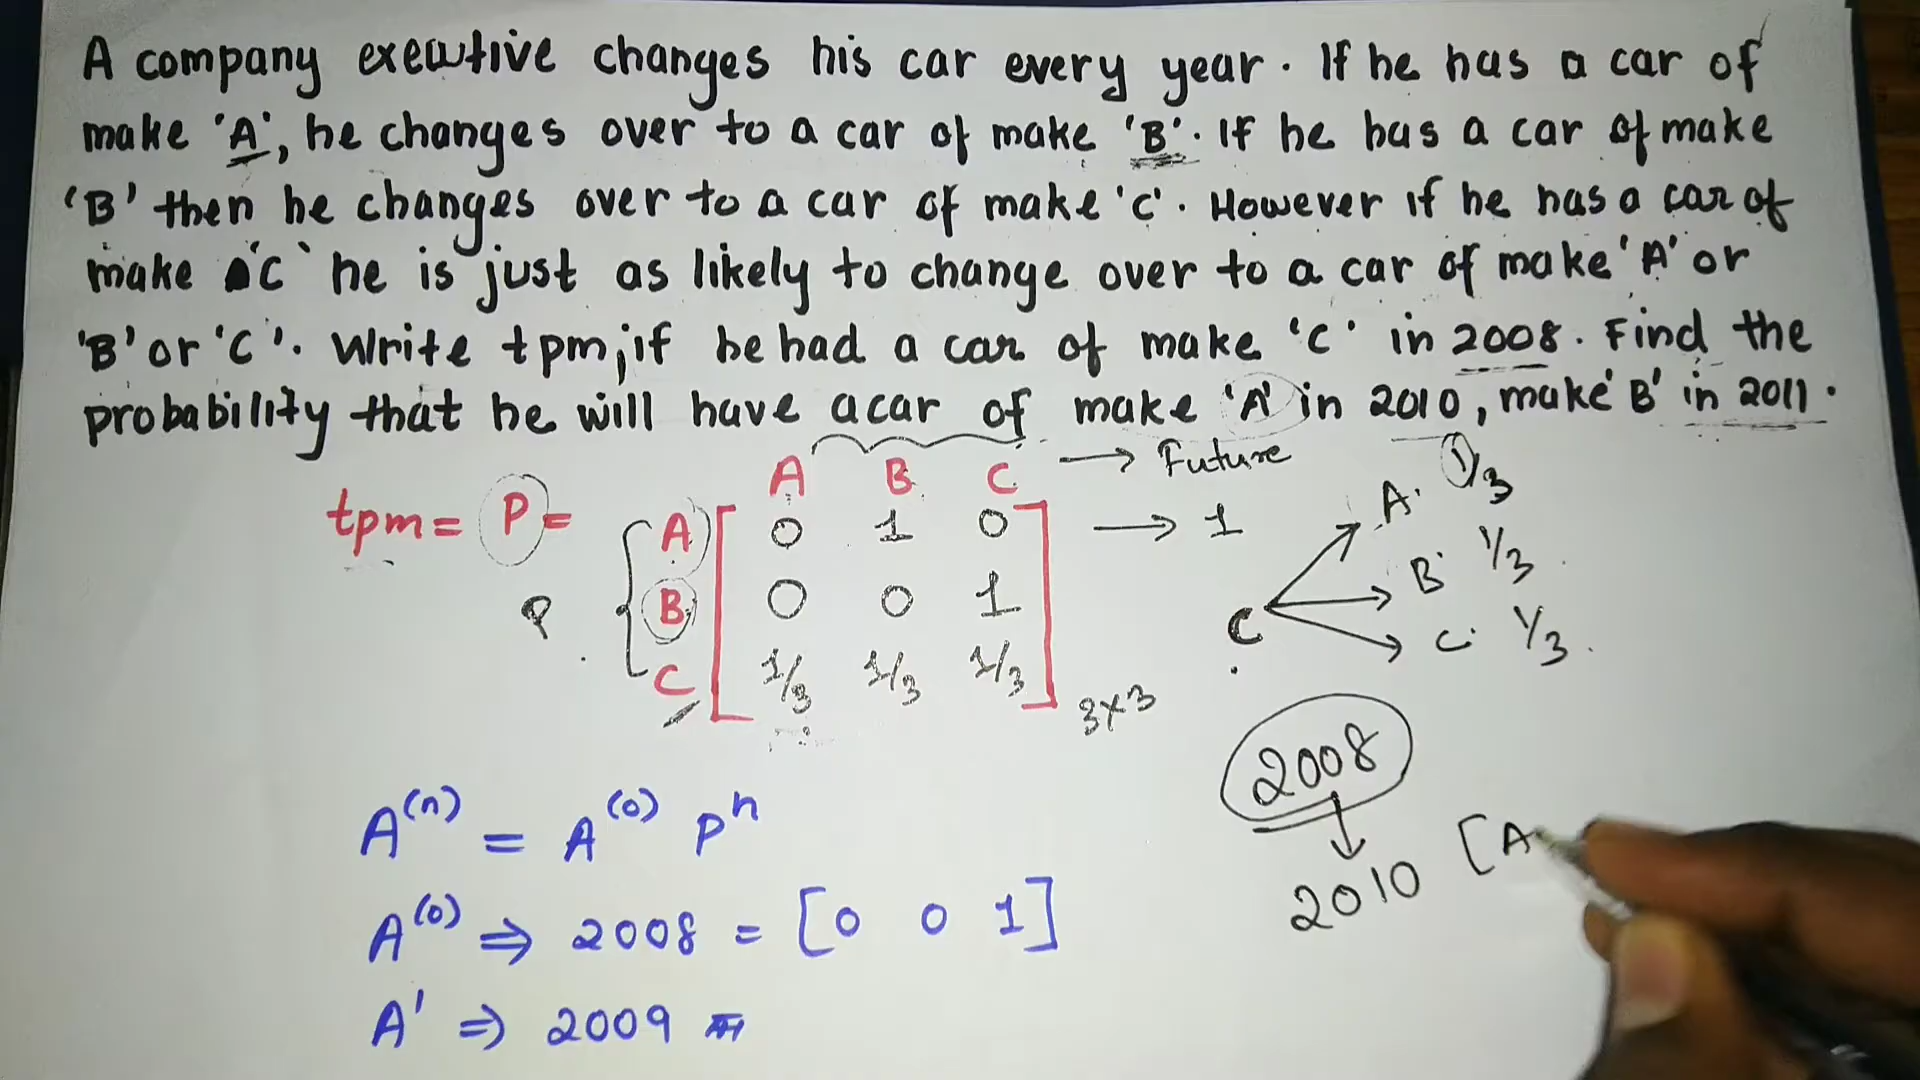 A company executive changes his car every year. If he has a car of
make 'A', he changes over to a car of make 'B'. If he has a car of make
'B' then he changes over to a car of make 'C'. However if he has a car of
make 'C' he is just as likely to change over to a car of make 'A' or
'B' or 'C'. Write tpm, if he had a car of make 'C' in 2008. Find the
probability that he will have a car of make 'A' in 2010, make 'B' in 2011.
A B C → Future
tpm = P =
A 0 1 0 → 1
B 0 0 1
C 1/3 1/3 1/3
3x3
P
C
A 1/3
B 1/3
C 1/3
2008
↓
2010 [A
A^(n) = A^(0) P^n
A^(0) ⇒ 2008 = [0 0 1]
A' ⇒ 2009 =